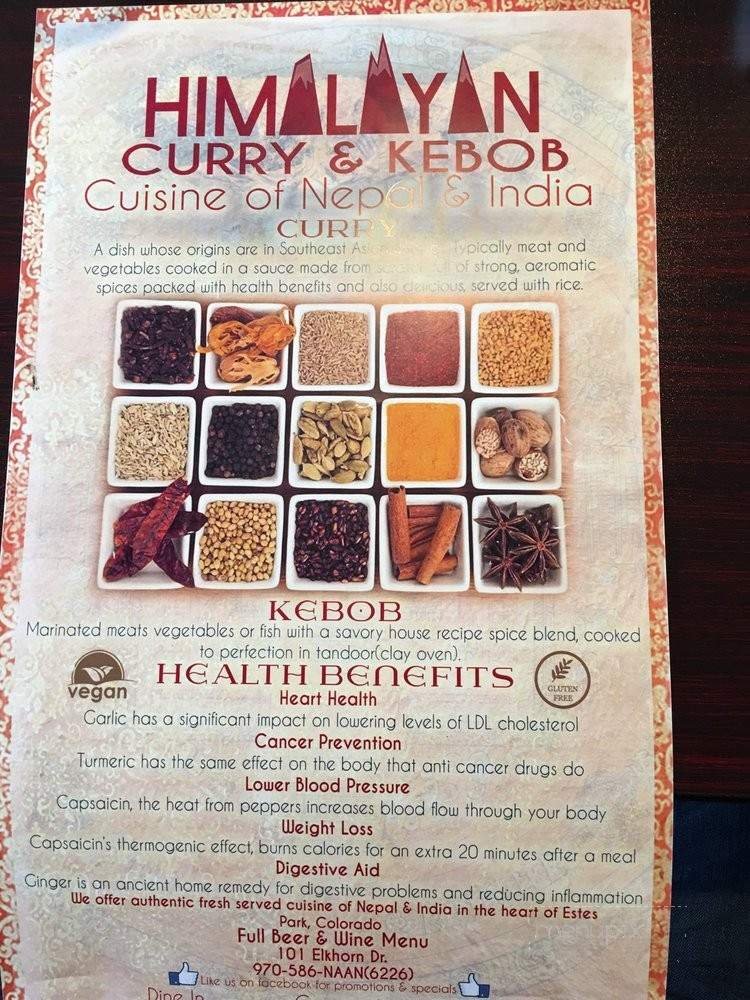 HIMALAYAN
CURRY & KEBOB
Cuisine of Nepal & India
CURRY
A dish whose origins are in Southeast Typically meat and
vegetables cooked in a sauce made from of strong, aeromatic
spices packed with health benefits and also delicious, served with rice.
KEBOB
Marinated meats vegetables or fish with a savory house recipe spice blend, cooked
to perfection in tandoor(clay oven).
vegan
HEALTH BENEFITS
GLUTEN
FREE
Heart Health
Garlic has a significant impact on lowering levels of LDL cholesterol
Cancer Prevention
Turmeric has the same effect on the body that anti cancer drugs do
Lower Blood Pressure
Capsaicin, the heat from peppers increases blood flow through your body
Weight Loss
Capsaicin's thermogenic effect, burns calories for an extra 20 minutes after a meal
Digestive Aid
Ginger is an ancient home remedy for digestive problems and reducing inflammation
We offer authentic fresh served cuisine of Nepal & India in the heart of Estes
Park, Colorado
Full Beer & Wine Menu
101 Elkhorn Dr.
970-586-NAAN(6226)
Like us on facebook for promotions & specials
Dine In